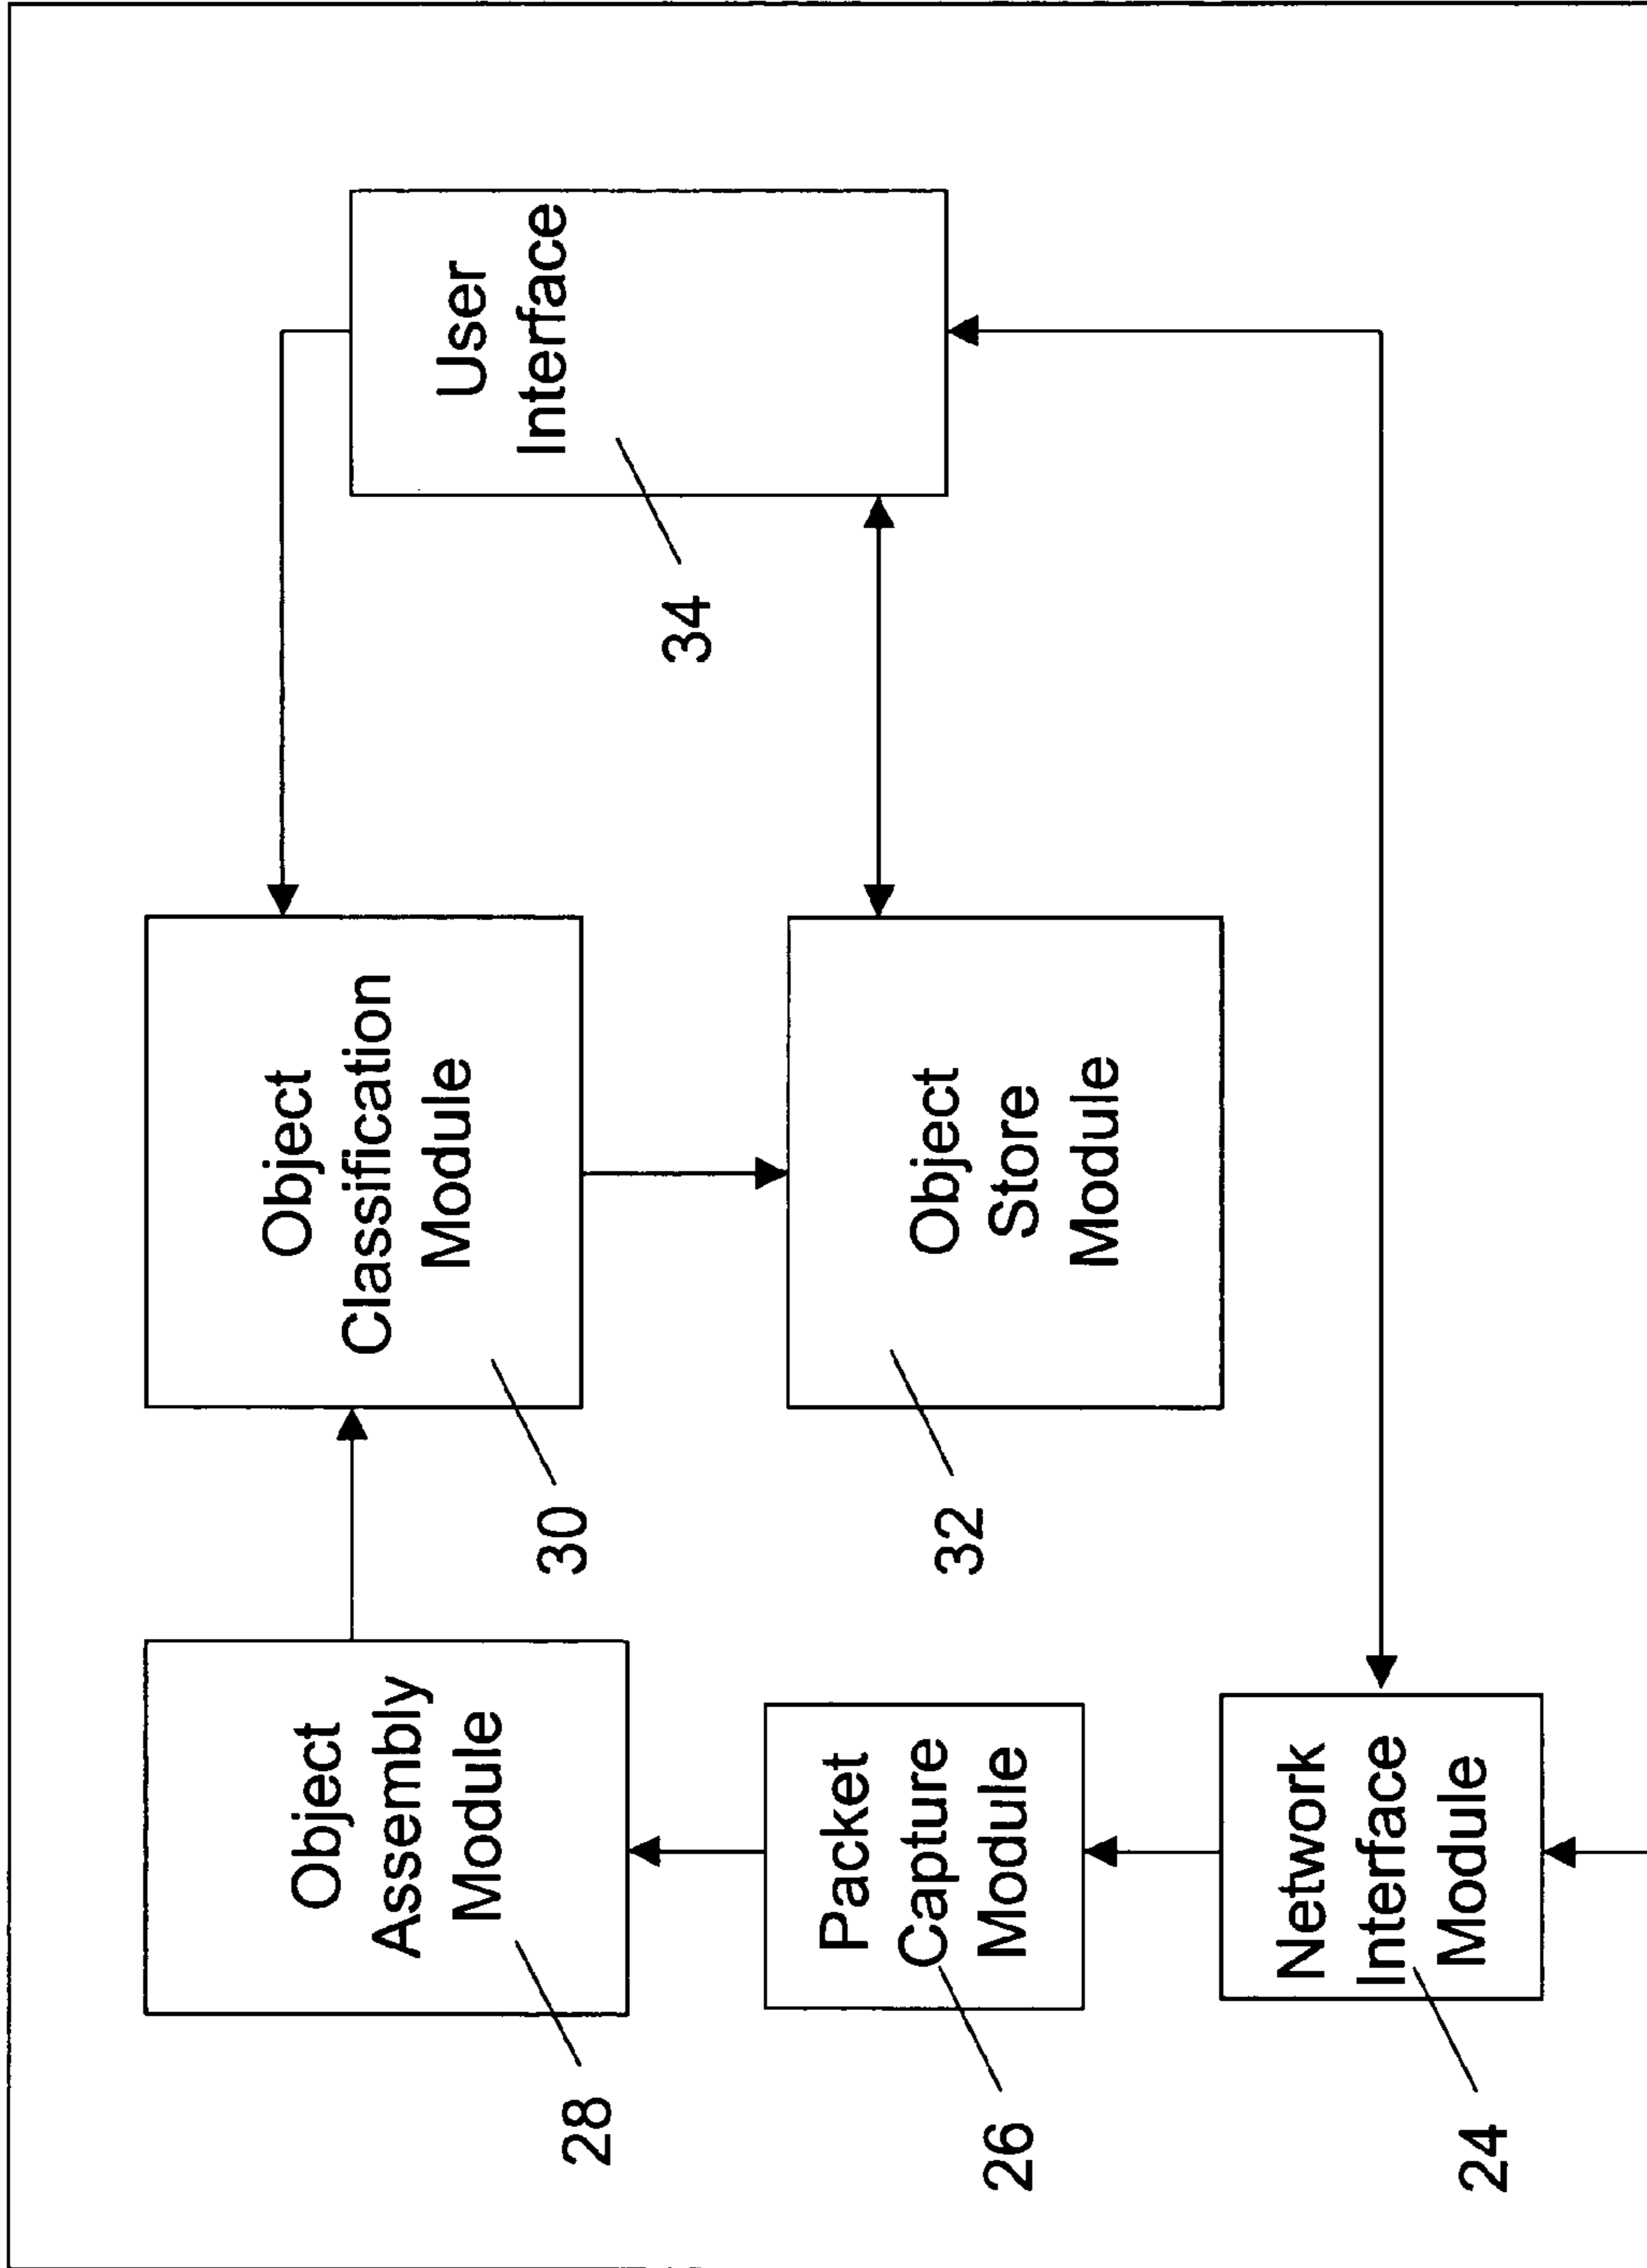 Object
Assembly
Module
28
Object
Classification
Module
30
User
Interface
34
Packet
Capture
Module
26
Object
Store
Module
32
Network
Interface
Module
24